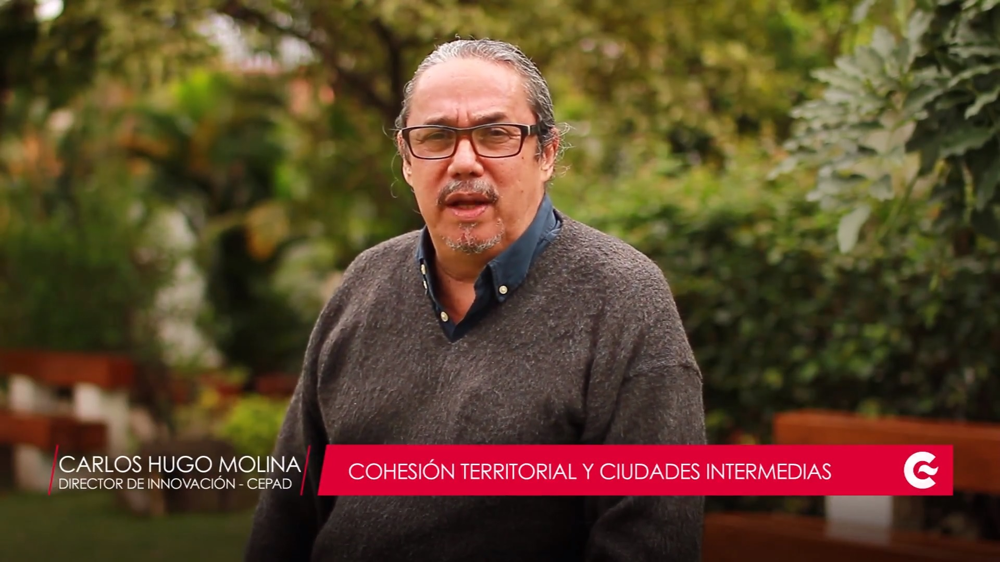 CARLOS HUGO MOLINA
DIRECTOR DE INNOVACIÓN - CEPAD
COHESIÓN TERRITORIAL Y CIUDADES INTERMEDIAS